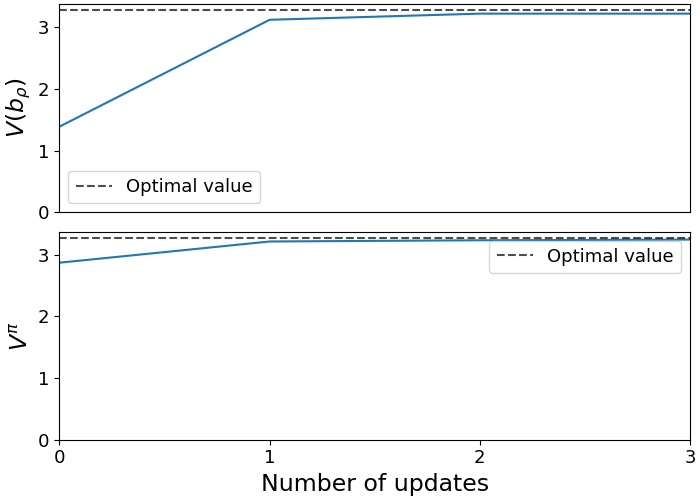 3
2
V(b_ρ)
1
Optimal value
0
3
Optimal value
2
V^π
1
0
0 1 2 3
Number of updates